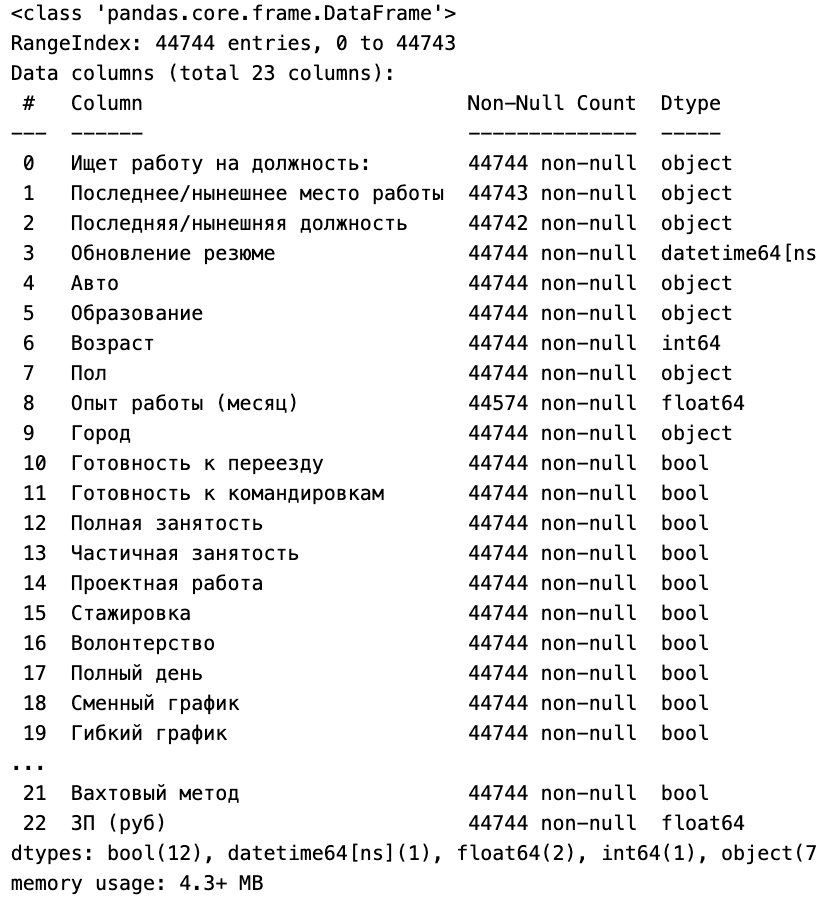 <class 'pandas.core.frame.DataFrame'>
RangeIndex: 44744 entries, 0 to 44743
Data columns (total 23 columns):
 #   Column                           Non-Null Count  Dtype
---  ------                           --------------  -----
 0   Ищет работу на должность:        44744 non-null  object
 1   Последнее/нынешнее место работы  44743 non-null  object
 2   Последняя/нынешняя должность     44742 non-null  object
 3   Обновление резюме                44744 non-null  datetime64[ns
 4   Авто                             44744 non-null  object
 5   Образование                      44744 non-null  object
 6   Возраст                          44744 non-null  int64
 7   Пол                              44744 non-null  object
 8   Опыт работы (месяц)              44574 non-null  float64
 9   Город                            44744 non-null  object
 10  Готовность к переезду            44744 non-null  bool
 11  Готовность к командировкам       44744 non-null  bool
 12  Полная занятость                 44744 non-null  bool
 13  Частичная занятость              44744 non-null  bool
 14  Проектная работа                 44744 non-null  bool
 15  Стажировка                       44744 non-null  bool
 16  Волонтерство                     44744 non-null  bool
 17  Полный день                      44744 non-null  bool
 18  Сменный график                   44744 non-null  bool
 19  Гибкий график                    44744 non-null  bool
...
 21  Вахтовый метод                   44744 non-null  bool
 22  ЗП (руб)                         44744 non-null  float64
dtypes: bool(12), datetime64[ns](1), float64(2), int64(1), object(7
memory usage: 4.3+ MB